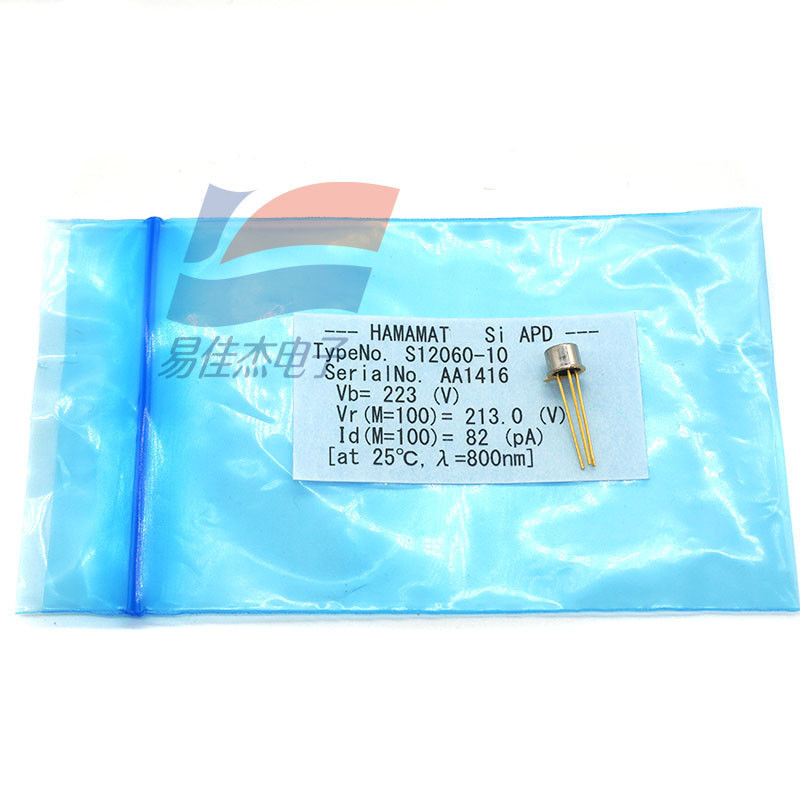 --- HAMAMAT Si APD ---
TypeNo. S12060-10
SerialNo. AA1416
Vb= 223 (V)
Vr(M=100)= 213.0 (V)
Id(M=100)= 82 (pA)
[at 25℃, λ=800nm]
易佳杰电子